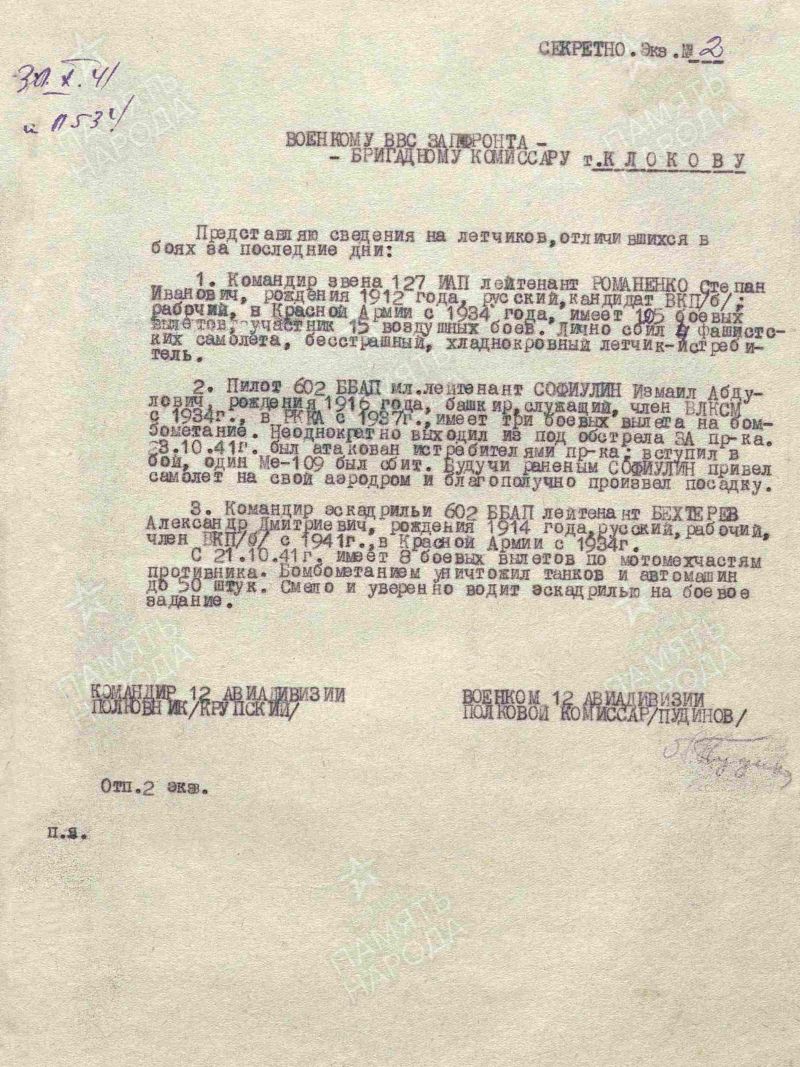 СЕКРЕТНО. Экз. № 2
30.X.41
и П534
ВОЕНКОМУ ВВС ЗАПФРОНТА -
- БРИГАДНОМУ КОМИССАРУ т.К Л О К О В У
Представляю сведения на летчиков,отличившихся в
боях за последние дни:
1. Командир звена 127 ИАП лейтенант РОМАНЕНКО Степан
Иванович, рождения 1912 года, русский,кандидат ВКП/б/,
рабочий, в Красной Армии с 1934 года, имеет 105 боевых
вылетов, участник 15 воздушных боев. Лично сбил 4 фашистс-
ких самолета, бесстрашный, хладнокровный летчик-истреби-
тель.
2. Пилот 602 ББАП мл.лейтенант СОФИУЛИН Измаил Абду-
лович, рождения 1916 года, башкир,служащий, член ВЛКСМ
с 1934г., в РККА с 1937г.,имеет три боевых вылета на бом-
бометание. Неоднократно выходил из под обстрела ЗА пр-ка.
23.10.41г. был атакован истребителями пр-ка; вступил в
бой, один Ме-109 был сбит. Будучи раненым СОФИУЛИН привел
самолет на свой аэродром и благополучно произвел посадку.
3. Командир эскадрильи 602 ББАП лейтенант БЕХТЕРЕВ
Александр Дмитриевич, рождения 1914 года,русский,рабочий,
член ВКП/б/ с 1941г.,в Красной Армии с 1934г.
С 21.10.41г. имеет 8 боевых вылетов по мотомехчастям
противника. Бомбометанием уничтожил танков и автомашин
до 50 штук. Смело и уверенно водит эскадрилью на боевое
задание.
КОМАНДИР 12 АВИАДИВИЗИИ
ПОЛКОВНИК/КРУПСКИЙ/
ВОЕНКОМ 12 АВИАДИВИЗИИ
ПОЛКОВОЙ КОМИССАР/ПУДИНОВ/
Отп.2 экз.
п.я.
ПАМЯТЬ
НАРОДА